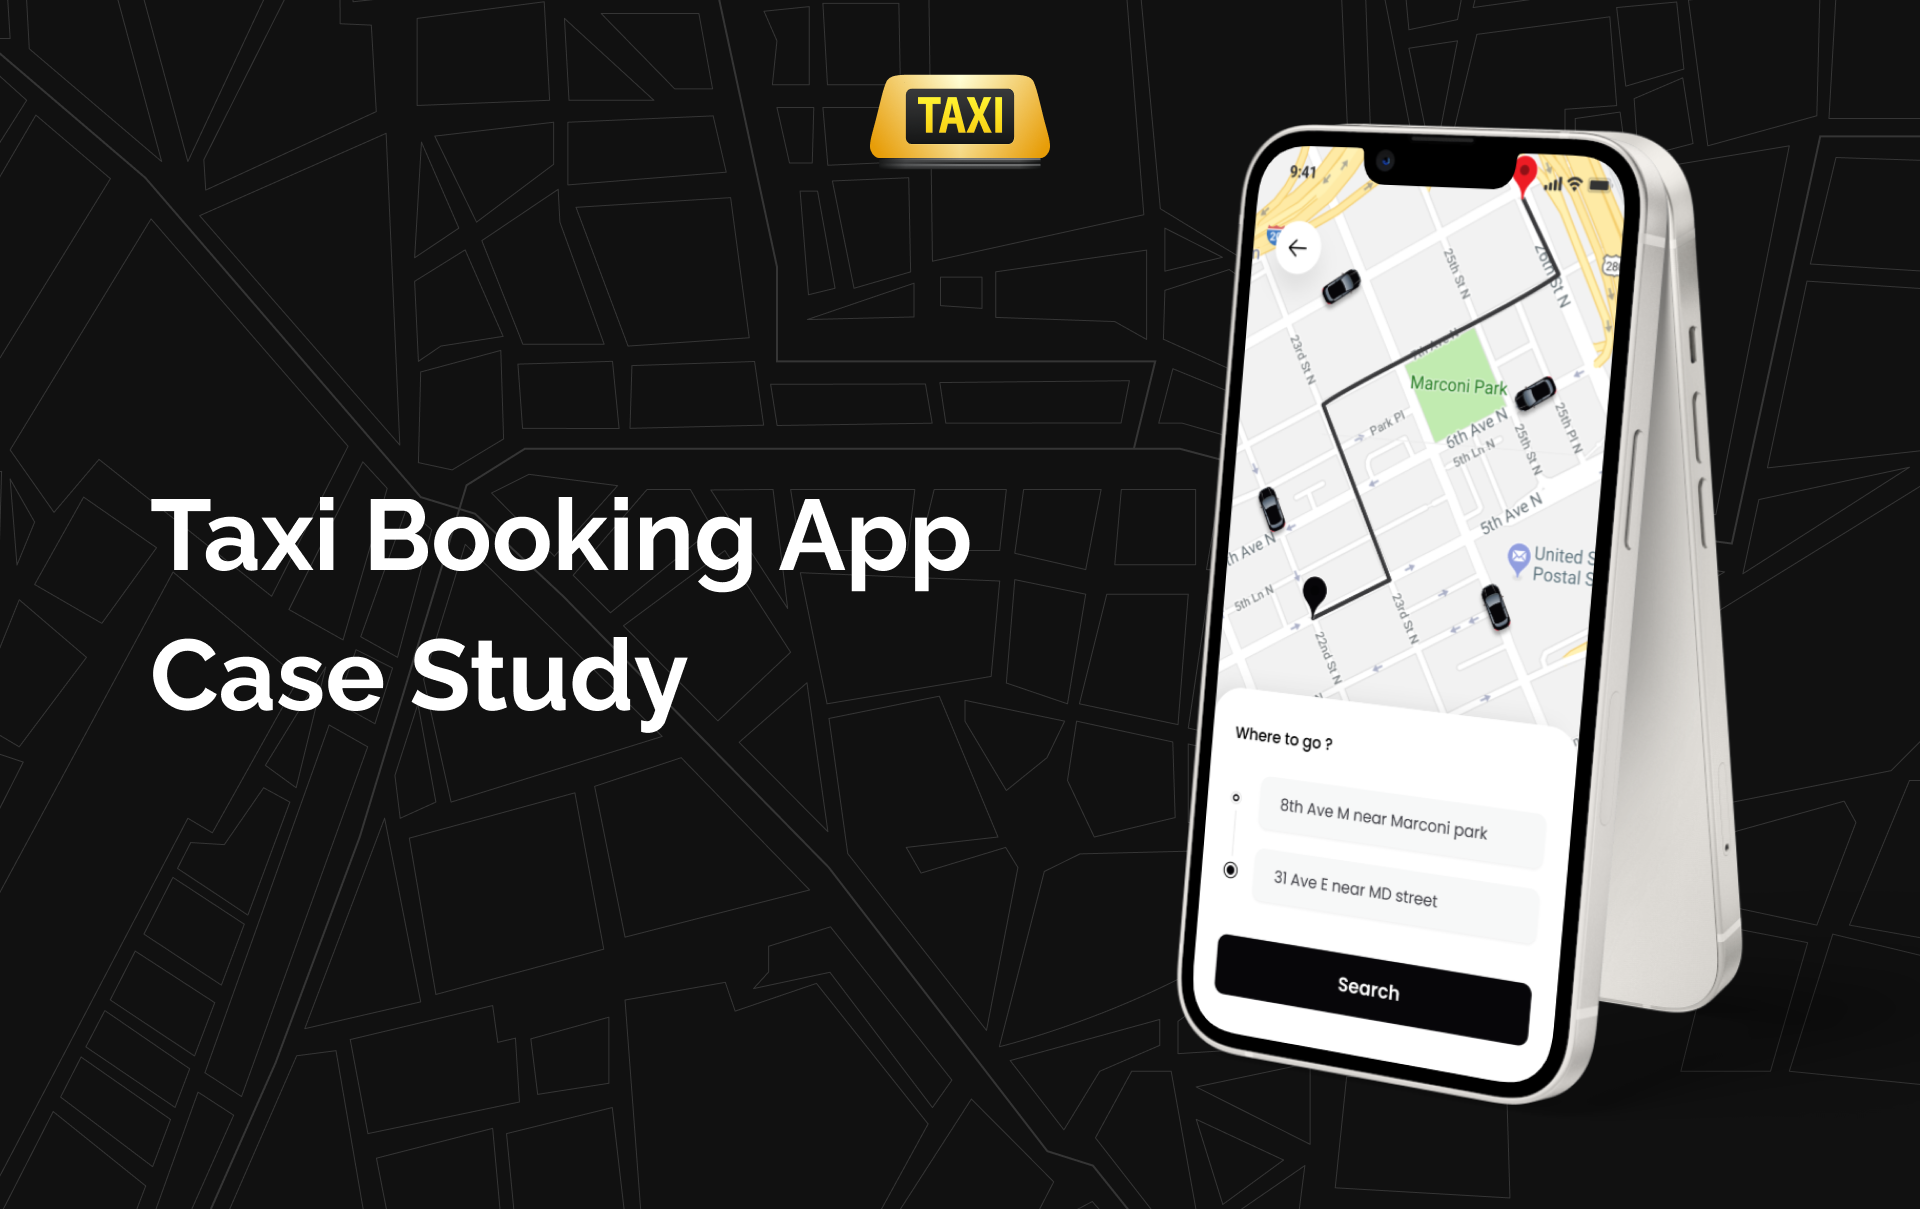 TAXI
Taxi Booking App
Case Study
9:41
25th St N
26th St N
280
23rd St N
Marconi Park
Park Pl
6th Ave N
5th Ln N
25th St N
25th Pl N
5th Ave N
h Ave N
United S
Postal S
5th Ln N
23rd St N
22nd St N
Where to go ?
8th Ave M near Marconi park
31 Ave E near MD street
Search